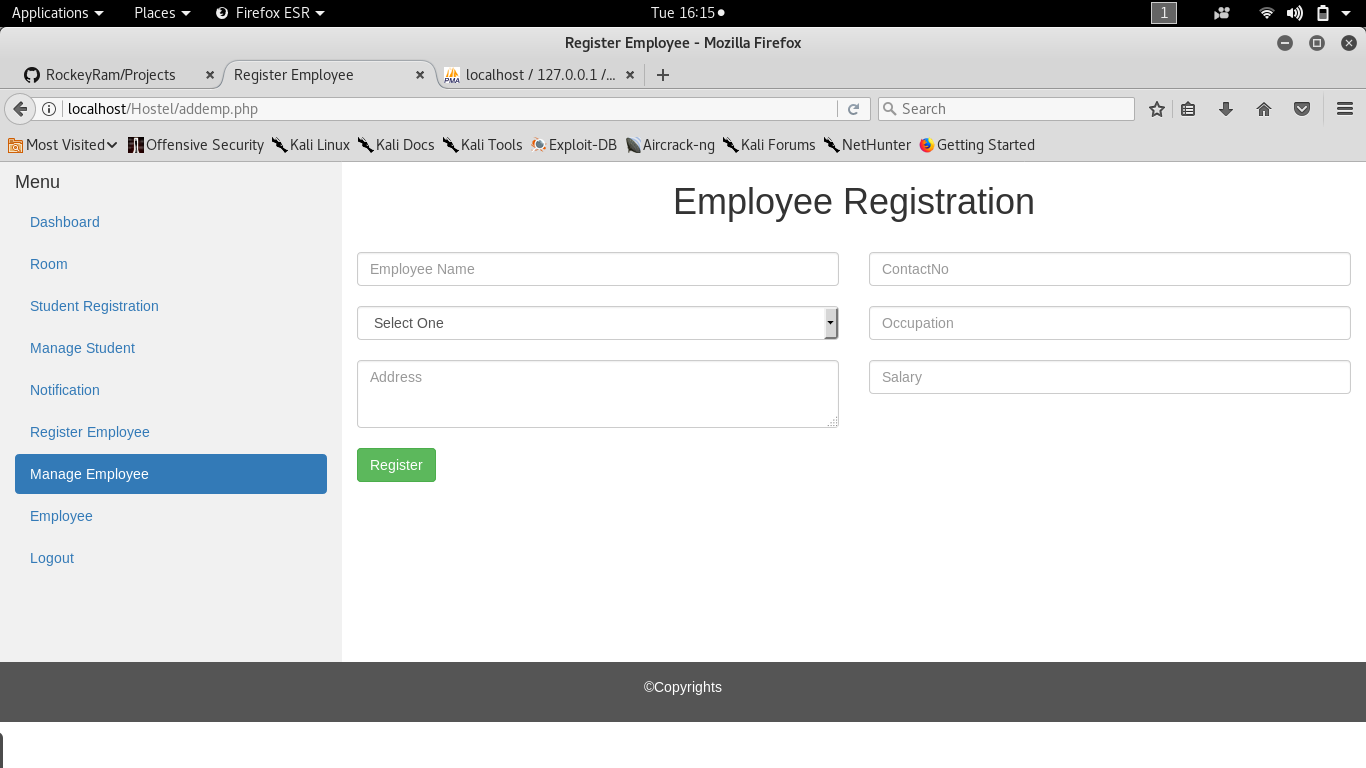 Applications Places Firefox ESR Tue 16:15 1
Register Employee - Mozilla Firefox
RockeyRam/Projects Register Employee PMA localhost / 127.0.0.1 /...
localhost/Hostel/addemp.php Search
Most Visited Offensive Security Kali Linux Kali Docs Kali Tools Exploit-DB Aircrack-ng Kali Forums NetHunter Getting Started
Menu
Dashboard
Room
Student Registration
Manage Student
Notification
Register Employee
Manage Employee
Employee
Logout
Employee Registration
Employee Name ContactNo
Select One Occupation
Address Salary
Register
©Copyrights